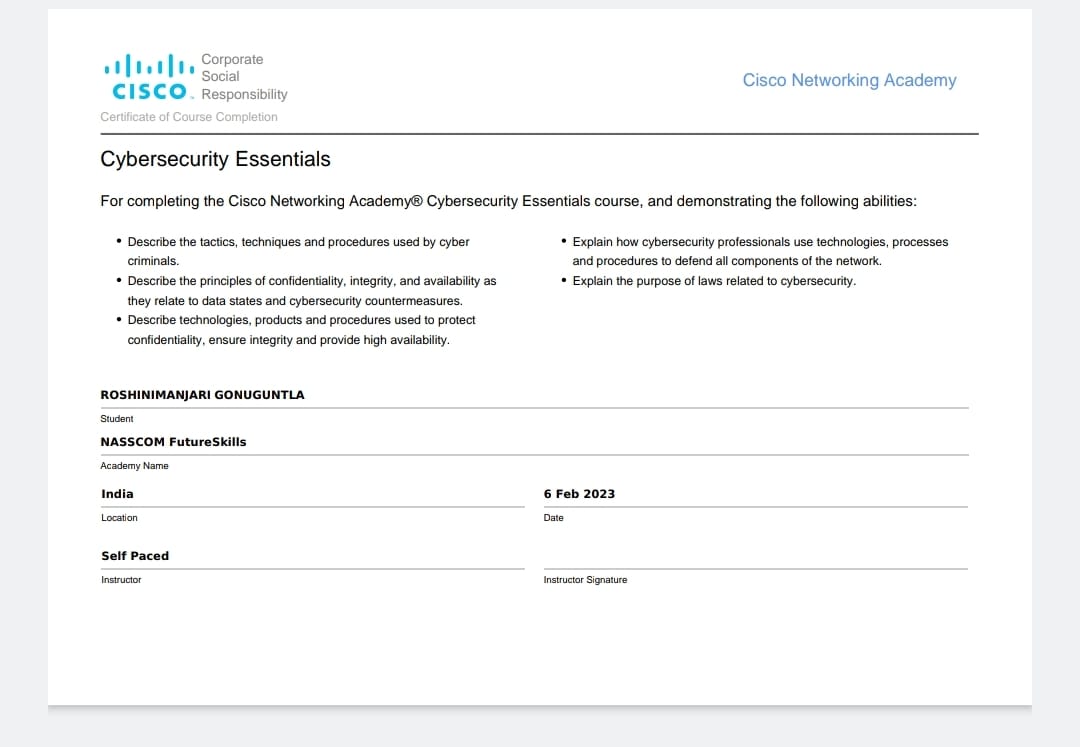 Corporate
Social
CISCO™ Responsibility
Cisco Networking Academy
Certificate of Course Completion
Cybersecurity Essentials
For completing the Cisco Networking Academy® Cybersecurity Essentials course, and demonstrating the following abilities:
• Describe the tactics, techniques and procedures used by cyber
criminals.
• Describe the principles of confidentiality, integrity, and availability as
they relate to data states and cybersecurity countermeasures.
• Describe technologies, products and procedures used to protect
confidentiality, ensure integrity and provide high availability.
• Explain how cybersecurity professionals use technologies, processes
and procedures to defend all components of the network.
• Explain the purpose of laws related to cybersecurity.
ROSHINIMANJARI GONUGUNTLA
Student
NASSCOM FutureSkills
Academy Name
India
Location
6 Feb 2023
Date
Self Paced
Instructor
Instructor Signature